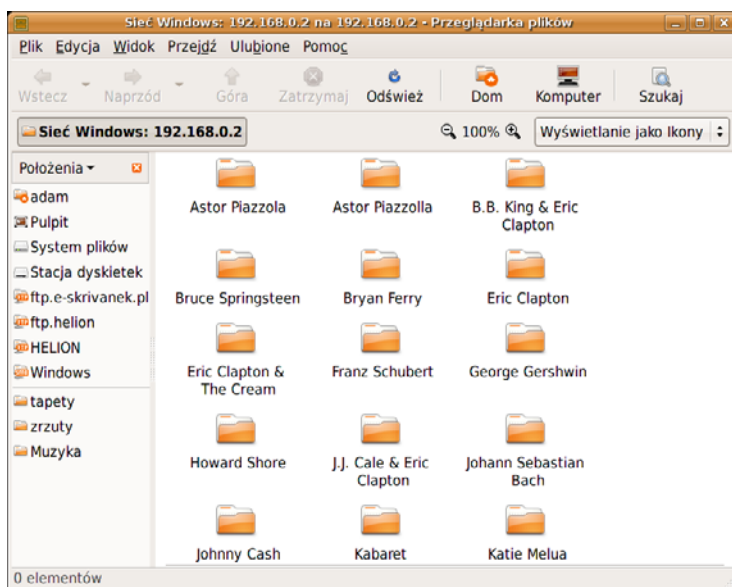 Sieć Windows: 192.168.0.2 na 192.168.0.2 - Przeglądarka plików
Plik Edycja Widok Przejdź Ulubione Pomoc
Wstecz Naprzód Góra Zatrzymaj Odśwież Dom Komputer Szukaj
Sieć Windows: 192.168.0.2 100% Wyświetlanie jako Ikony
Położenia
adam
Pulpit
System plików
Stacja dyskietek
ftp.e-skrivanek.pl
ftp.helion
HELION
Windows
tapety
zrzuty
Muzyka
Astor Piazzola
Astor Piazzolla
B.B. King & Eric
Clapton
Bruce Springsteen
Bryan Ferry
Eric Clapton
Eric Clapton &
The Cream
Franz Schubert
George Gershwin
Howard Shore
J.J. Cale & Eric
Clapton
Johann Sebastian
Bach
Johnny Cash
Kabaret
Katie Melua
0 elementów